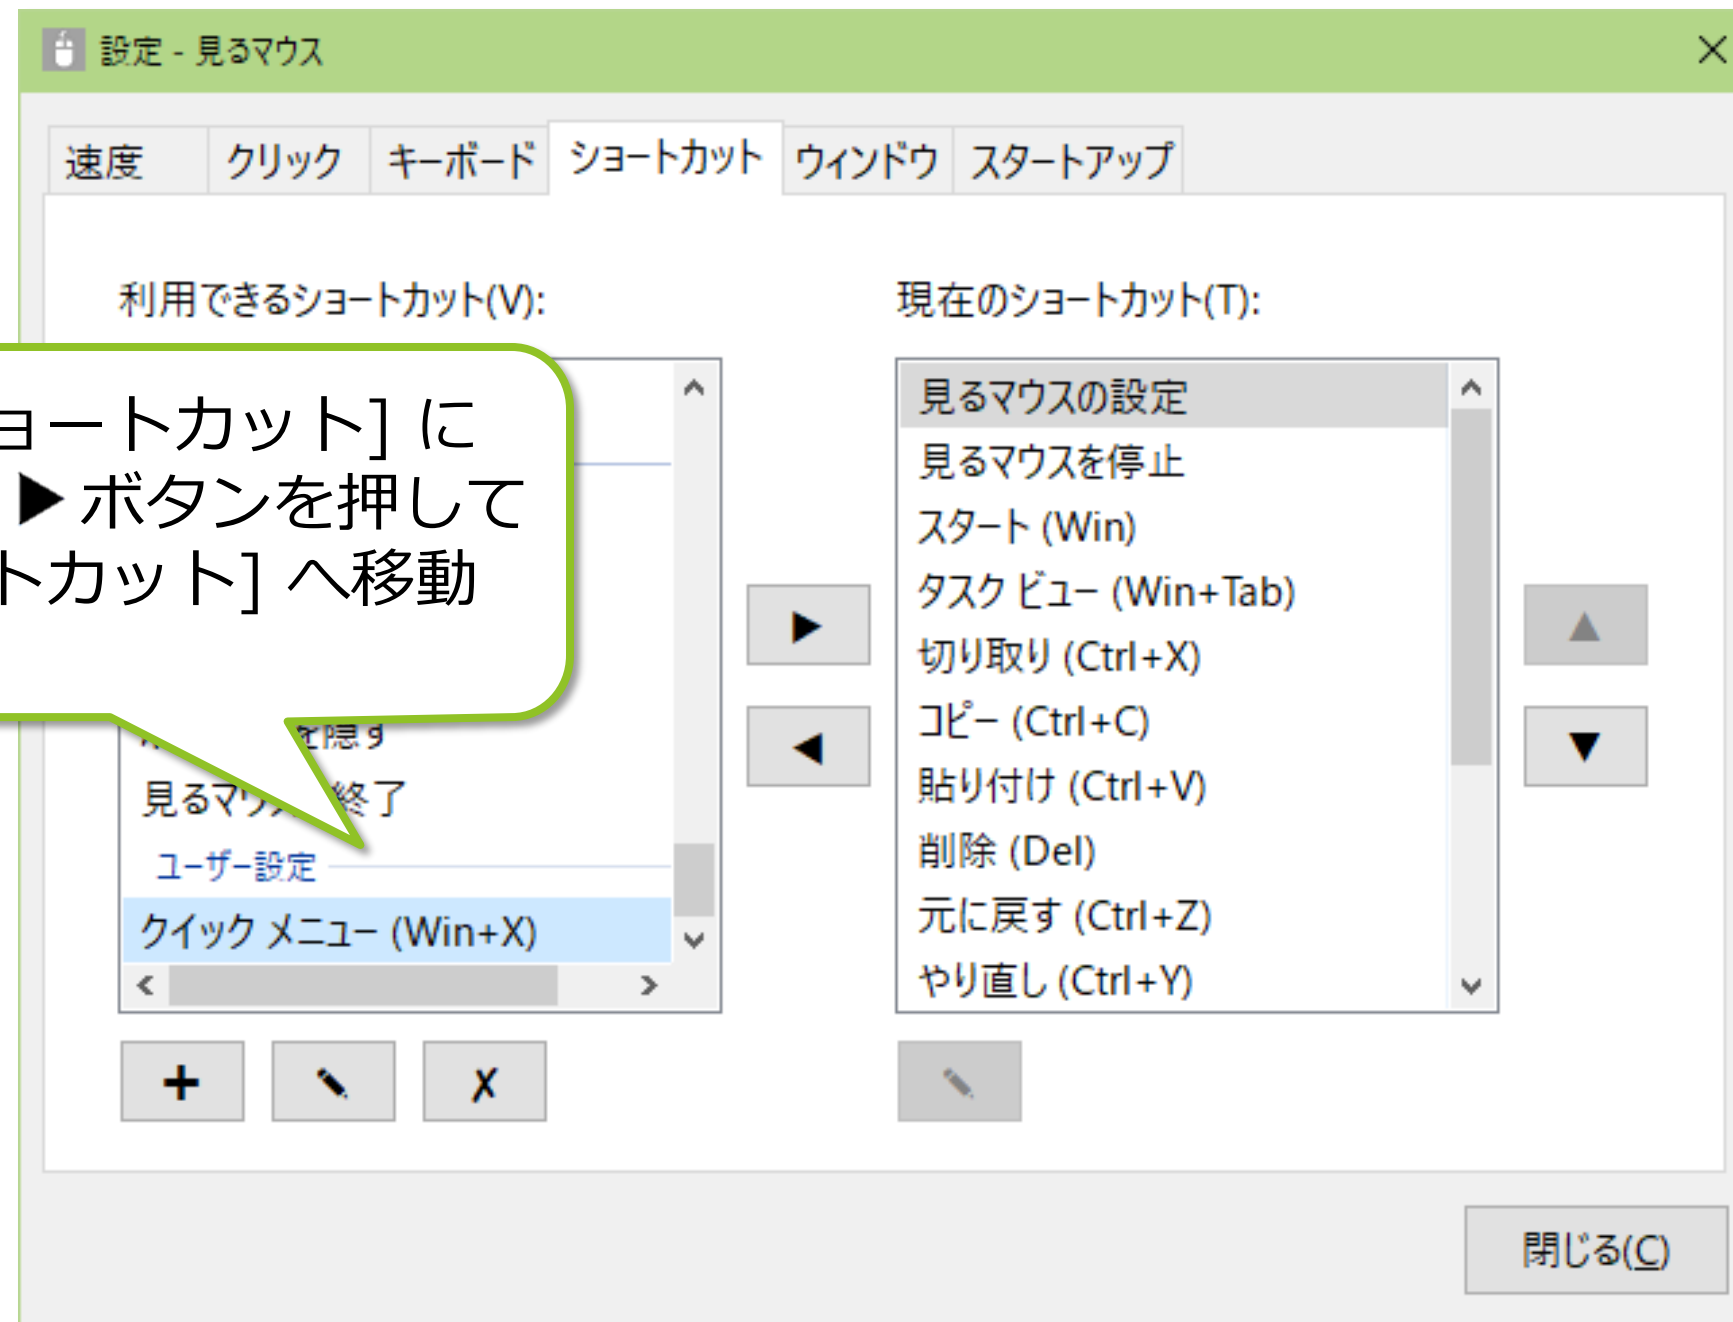 設定 - 見るマウス
速度 クリック キーボード ショートカット ウィンドウ スタートアップ
利用できるショートカット(V):
現在のショートカット(T):
ョートカット] に
▶ボタンを押して
トカット] へ移動
を隠す
見るマウス 終了
ユーザー設定
クイック メニュー (Win+X)
見るマウスの設定
見るマウスを停止
スタート (Win)
タスク ビュー (Win+Tab)
切り取り (Ctrl+X)
コピー (Ctrl+C)
貼り付け (Ctrl+V)
削除 (Del)
元に戻す (Ctrl+Z)
やり直し (Ctrl+Y)
閉じる(C)